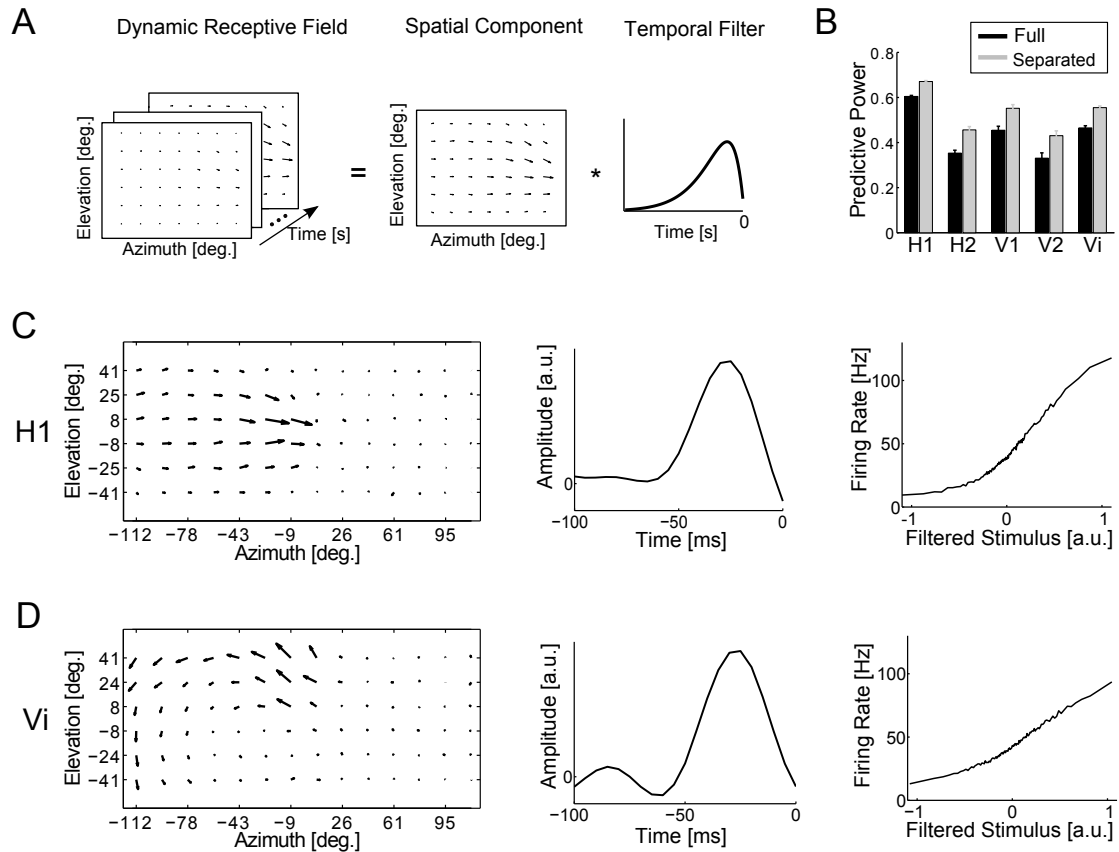 A
Dynamic Receptive Field
Spatial Component
Temporal Filter
Elevation [deg.]
Azimuth [deg.]
Time [s]
=
Elevation [deg.]
Azimuth [deg.]
*
Time [s]
0
B
Full
Separated
Predictive Power
0.8
0.6
0.4
0.2
0
H1 H2 V1 V2 Vi
C
H1
Elevation [deg.]
41
25
8
−8
−25
−41
−112 −78 −43 −9 26 61 95
Azimuth [deg.]
Amplitude [a.u.]
0
−100 −50 0
Time [ms]
Firing Rate [Hz]
100
50
0
−1 0 1
Filtered Stimulus [a.u.]
D
Vi
Elevation [deg.]
41
24
8
−8
−24
−41
−112 −78 −43 −9 26 61 95
Azimuth [deg.]
Amplitude [a.u.]
0
−100 −50 0
Time [ms]
Firing Rate [Hz]
100
50
0
−1 0 1
Filtered Stimulus [a.u.]